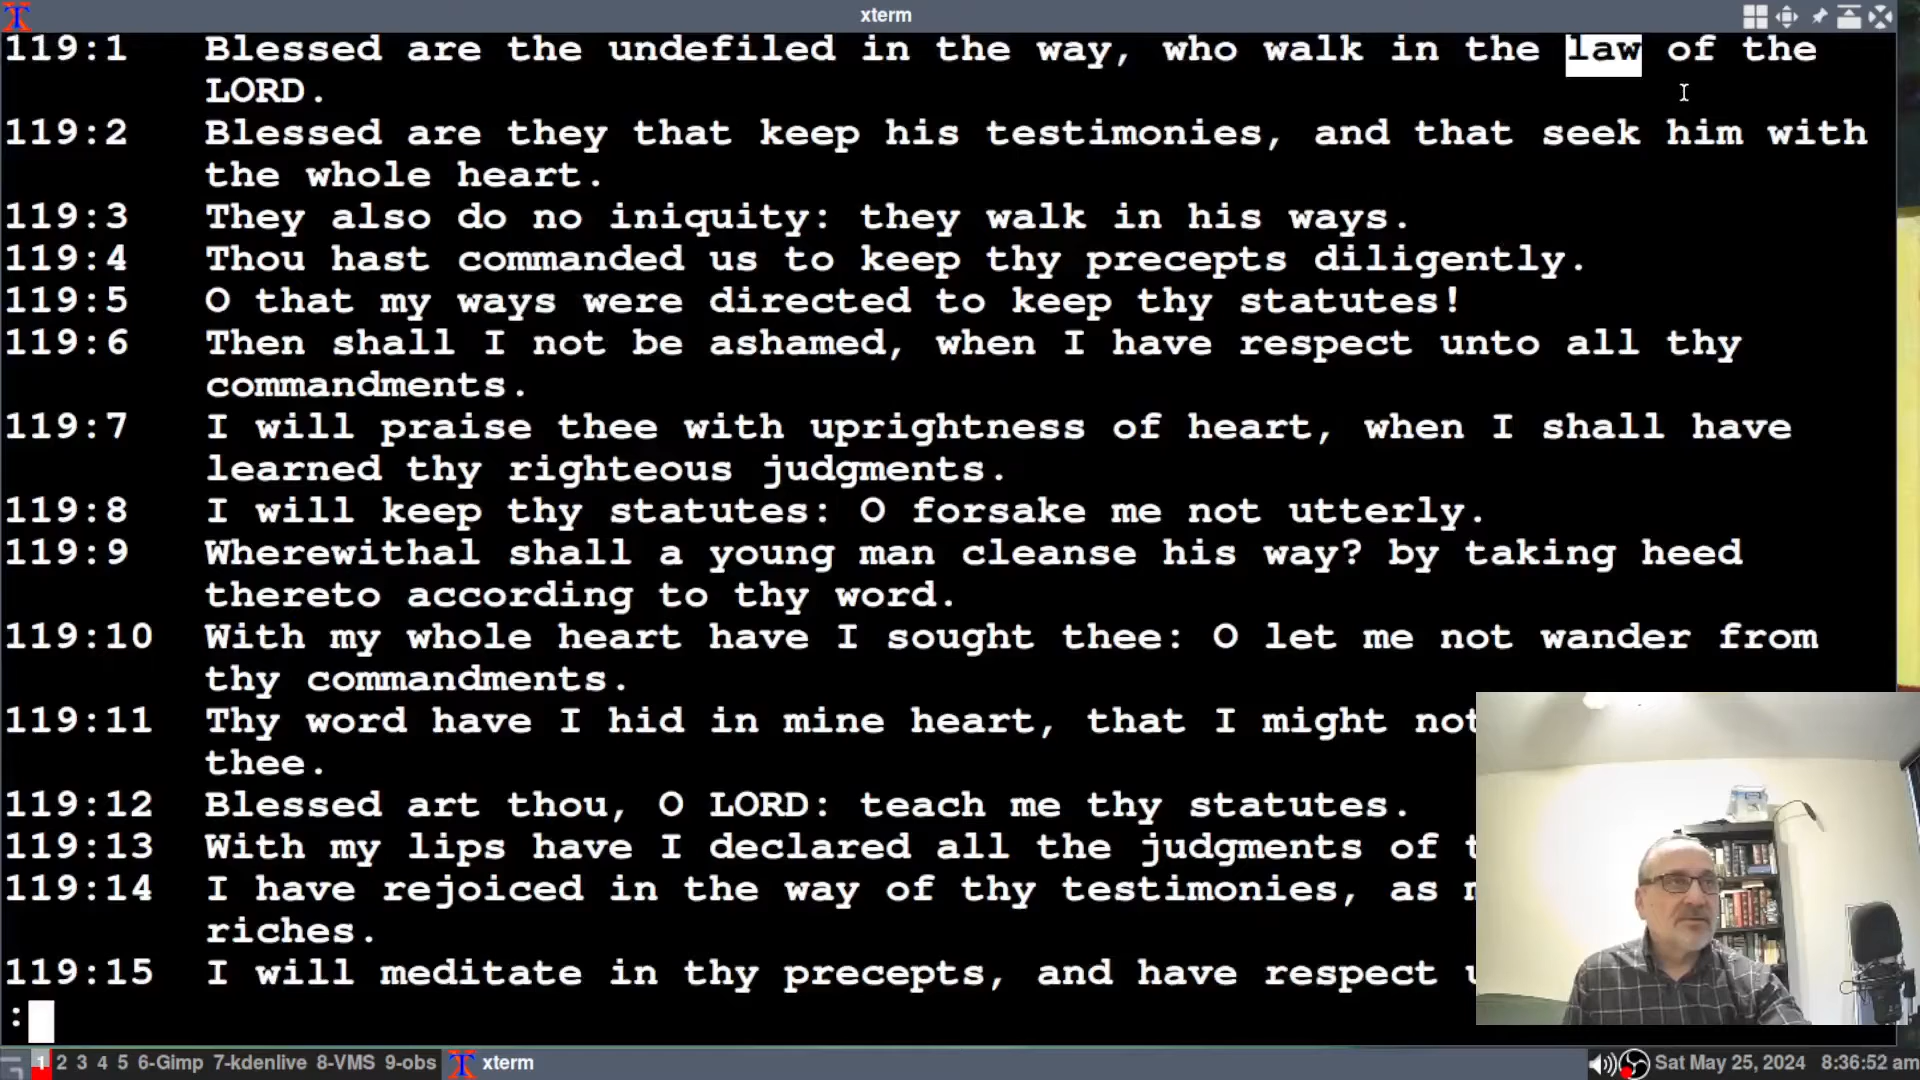 xterm
119:1 Blessed are the undefiled in the way, who walk in the law of the
LORD.
119:2 Blessed are they that keep his testimonies, and that seek him with
the whole heart.
119:3 They also do no iniquity: they walk in his ways.
119:4 Thou hast commanded us to keep thy precepts diligently.
119:5 O that my ways were directed to keep thy statutes!
119:6 Then shall I not be ashamed, when I have respect unto all thy
commandments.
119:7 I will praise thee with uprightness of heart, when I shall have
learned thy righteous judgments.
119:8 I will keep thy statutes: O forsake me not utterly.
119:9 Wherewithal shall a young man cleanse his way? by taking heed
thereto according to thy word.
119:10 With my whole heart have I sought thee: O let me not wander from
thy commandments.
119:11 Thy word have I hid in mine heart, that I might not
thee.
119:12 Blessed art thou, O LORD: teach me thy statutes.
119:13 With my lips have I declared all the judgments of
119:14 I have rejoiced in the way of thy testimonies, as
riches.
119:15 I will meditate in thy precepts, and have respect
:
1 2 3 4 5 6-Gimp 7-kdenlive 8-VMS 9-obs xterm Sat May 25, 2024 8:36:52 am